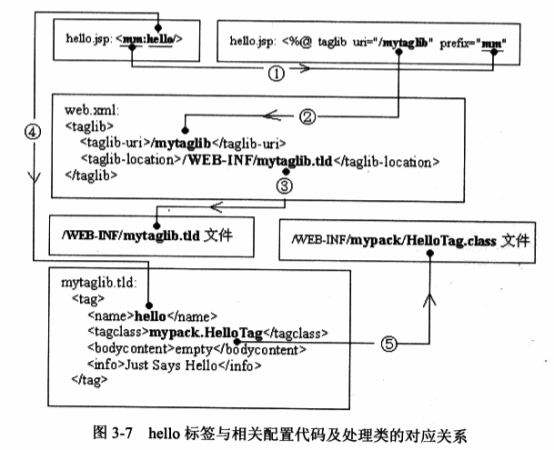 hello.jsp: <mm:hello/>
hello.jsp: <%@ taglib uri="/mytaglib" prefix="mm"
①
②
④
web.xml:
<taglib>
<taglib-uri>/mytaglib</taglib-uri>
<taglib-location>/WEB-INF/mytaglib.tld</taglib-location>
</taglib>
③
/WEB-INF/mytaglib.tld 文件
/WEB-INF/mypack/HelloTag.class 文件
mytaglib.tld:
<tag>
<name>hello</name>
<tagclass>mypack.HelloTag</tagclass>
<bodycontent>empty</bodycontent>
<info>Just Says Hello</info>
</tag>
⑤
图 3-7 hello 标签与相关配置代码及处理类的对应关系